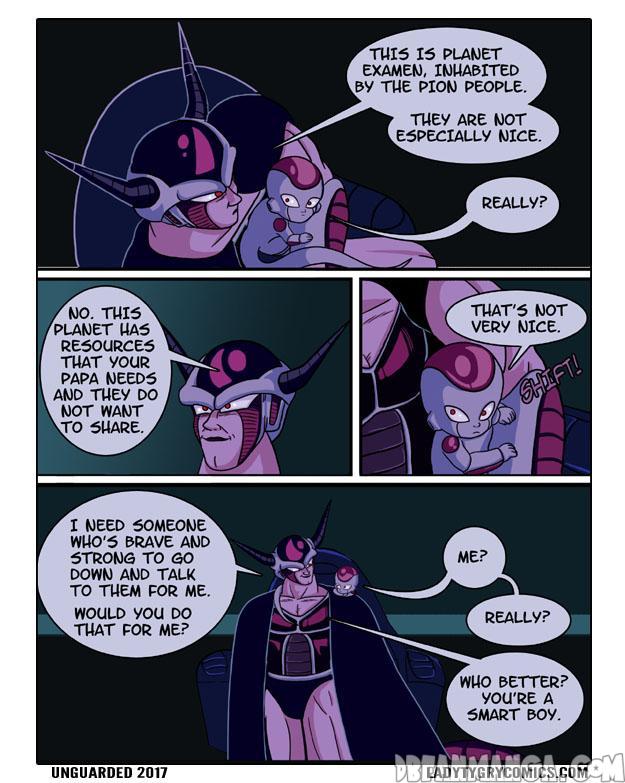 THIS IS PLANET
EXAMEN, INHABITED
BY THE PION PEOPLE.
THEY ARE NOT
ESPECIALLY NICE.
REALLY?
NO. THIS
PLANET HAS
RESOURCES
THAT YOUR
PAPA NEEDS
AND THEY DO
NOT WANT
TO SHARE.
THAT'S NOT
VERY NICE.
SHIFT!
I NEED SOMEONE
WHO'S BRAVE AND
STRONG TO GO
DOWN AND TALK
TO THEM FOR ME.
WOULD YOU DO
THAT FOR ME?
ME?
REALLY?
WHO BETTER?
YOU'RE A
SMART BOY.
DBFANMANGA.COM
UNGUARDED 2017
LADYTYGRYCOMICS.COM